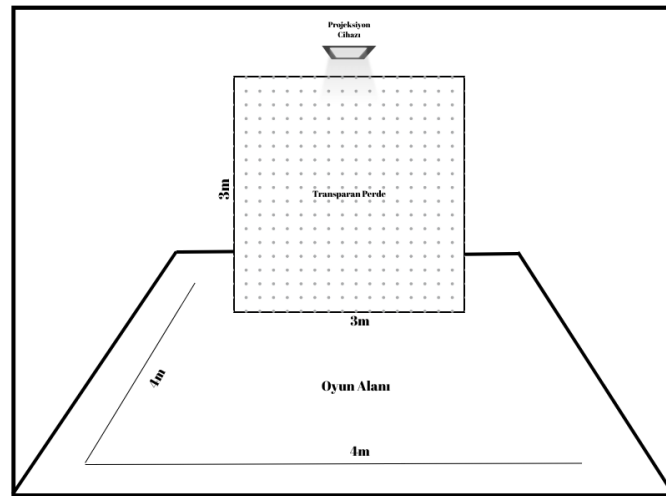 Projeksiyon
Cihazı
3m
Transparan Perde
3m
4m
Oyun Alanı
4m